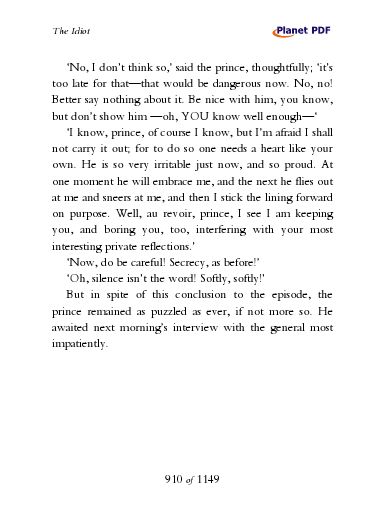 The Idiot
Planet PDF
'No, I don't think so,' said the prince, thoughtfully; 'it's
too late for that—that would be dangerous now. No, no!
Better say nothing about it. Be nice with him, you know,
but don't show him —oh, YOU know well enough—'
'I know, prince, of course I know, but I'm afraid I shall
not carry it out; for to do so one needs a heart like your
own. He is so very irritable just now, and so proud. At
one moment he will embrace me, and the next he flies out
at me and sneers at me, and then I stick the lining forward
on purpose. Well, au revoir, prince, I see I am keeping
you, and boring you, too, interfering with your most
interesting private reflections.'
'Now, do be careful! Secrecy, as before!'
'Oh, silence isn't the word! Softly, softly!'
But in spite of this conclusion to the episode, the
prince remained as puzzled as ever, if not more so. He
awaited next morning's interview with the general most
impatiently.
910 of 1149